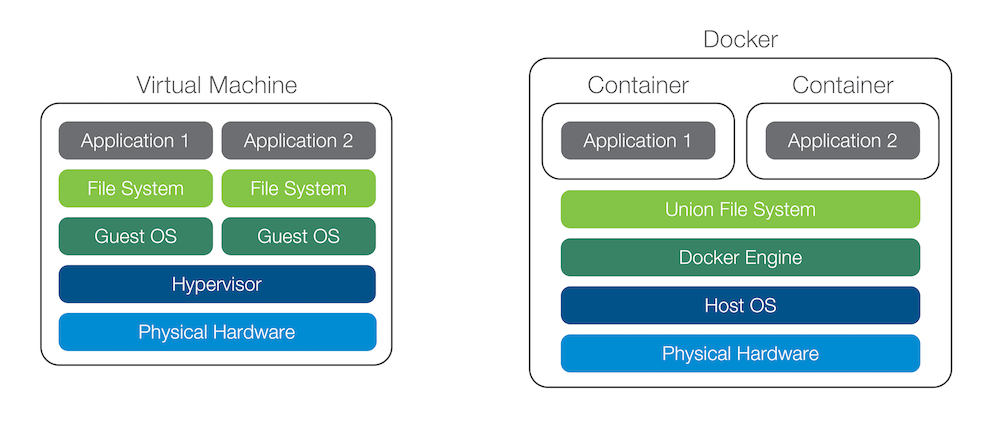 Virtual Machine
Application 1
Application 2
File System
File System
Guest OS
Guest OS
Hypervisor
Physical Hardware
Docker
Container
Container
Application 1
Application 2
Union File System
Docker Engine
Host OS
Physical Hardware